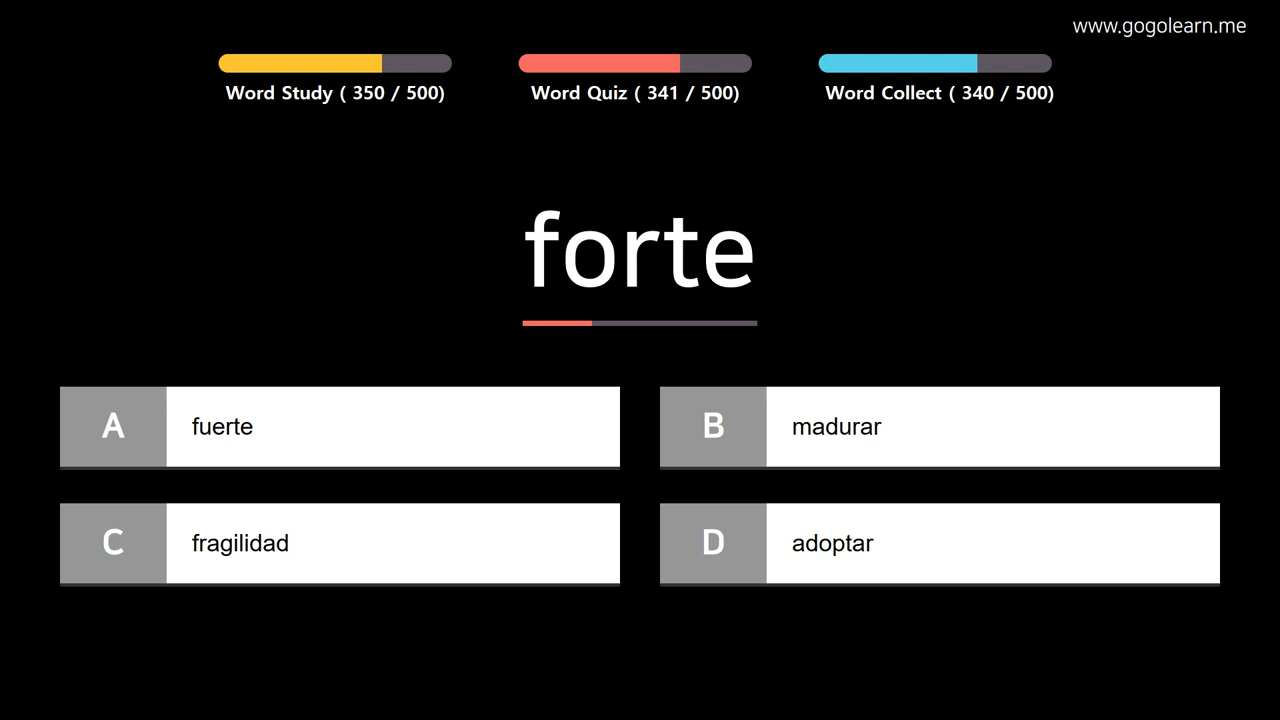 www.gogolearn.me
Word Study ( 350 / 500)
Word Quiz ( 341 / 500)
Word Collect ( 340 / 500)
forte
A fuerte
B madurar
C fragilidad
D adoptar